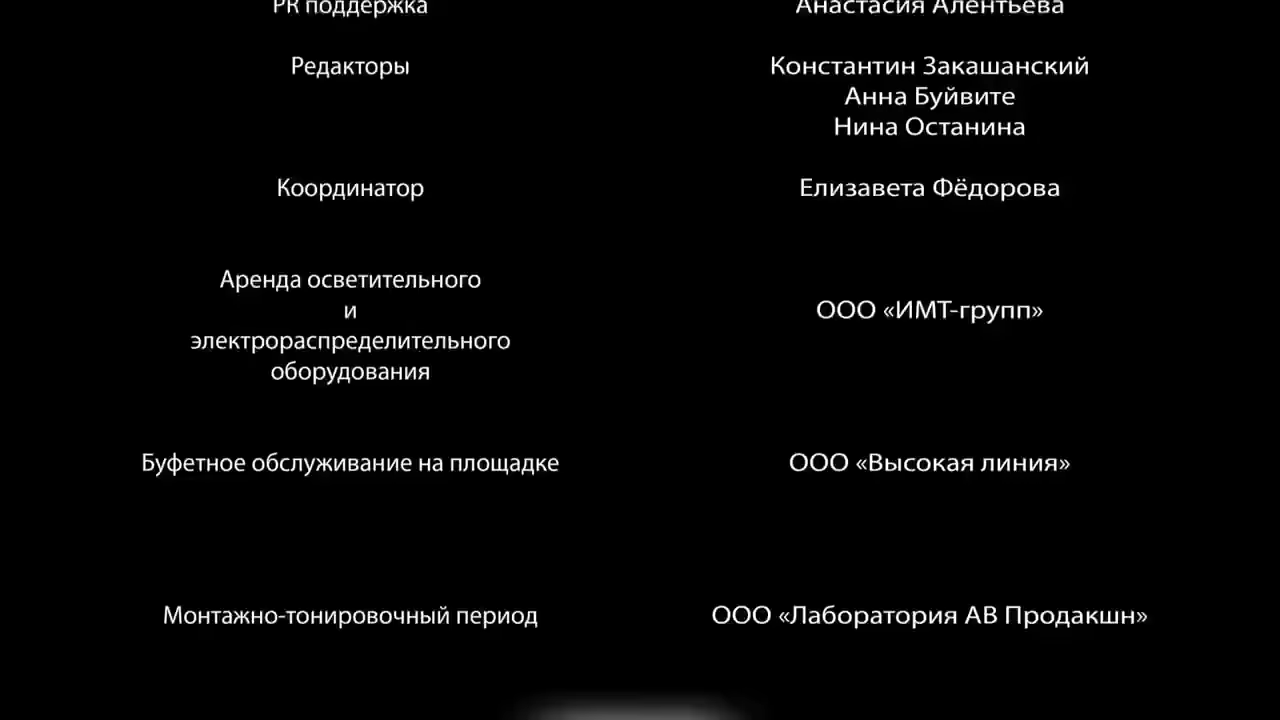 PR поддержка Анастасия Алентьева
Редакторы Константин Закашанский
Анна Буйвите
Нина Останина
Координатор Елизавета Фёдорова
Аренда осветительного
и ООО «ИМТ-групп»
электрораспределительного
оборудования
Буфетное обслуживание на площадке ООО «Высокая линия»
Монтажно-тонировочный период ООО «Лаборатория АВ Продакшн»